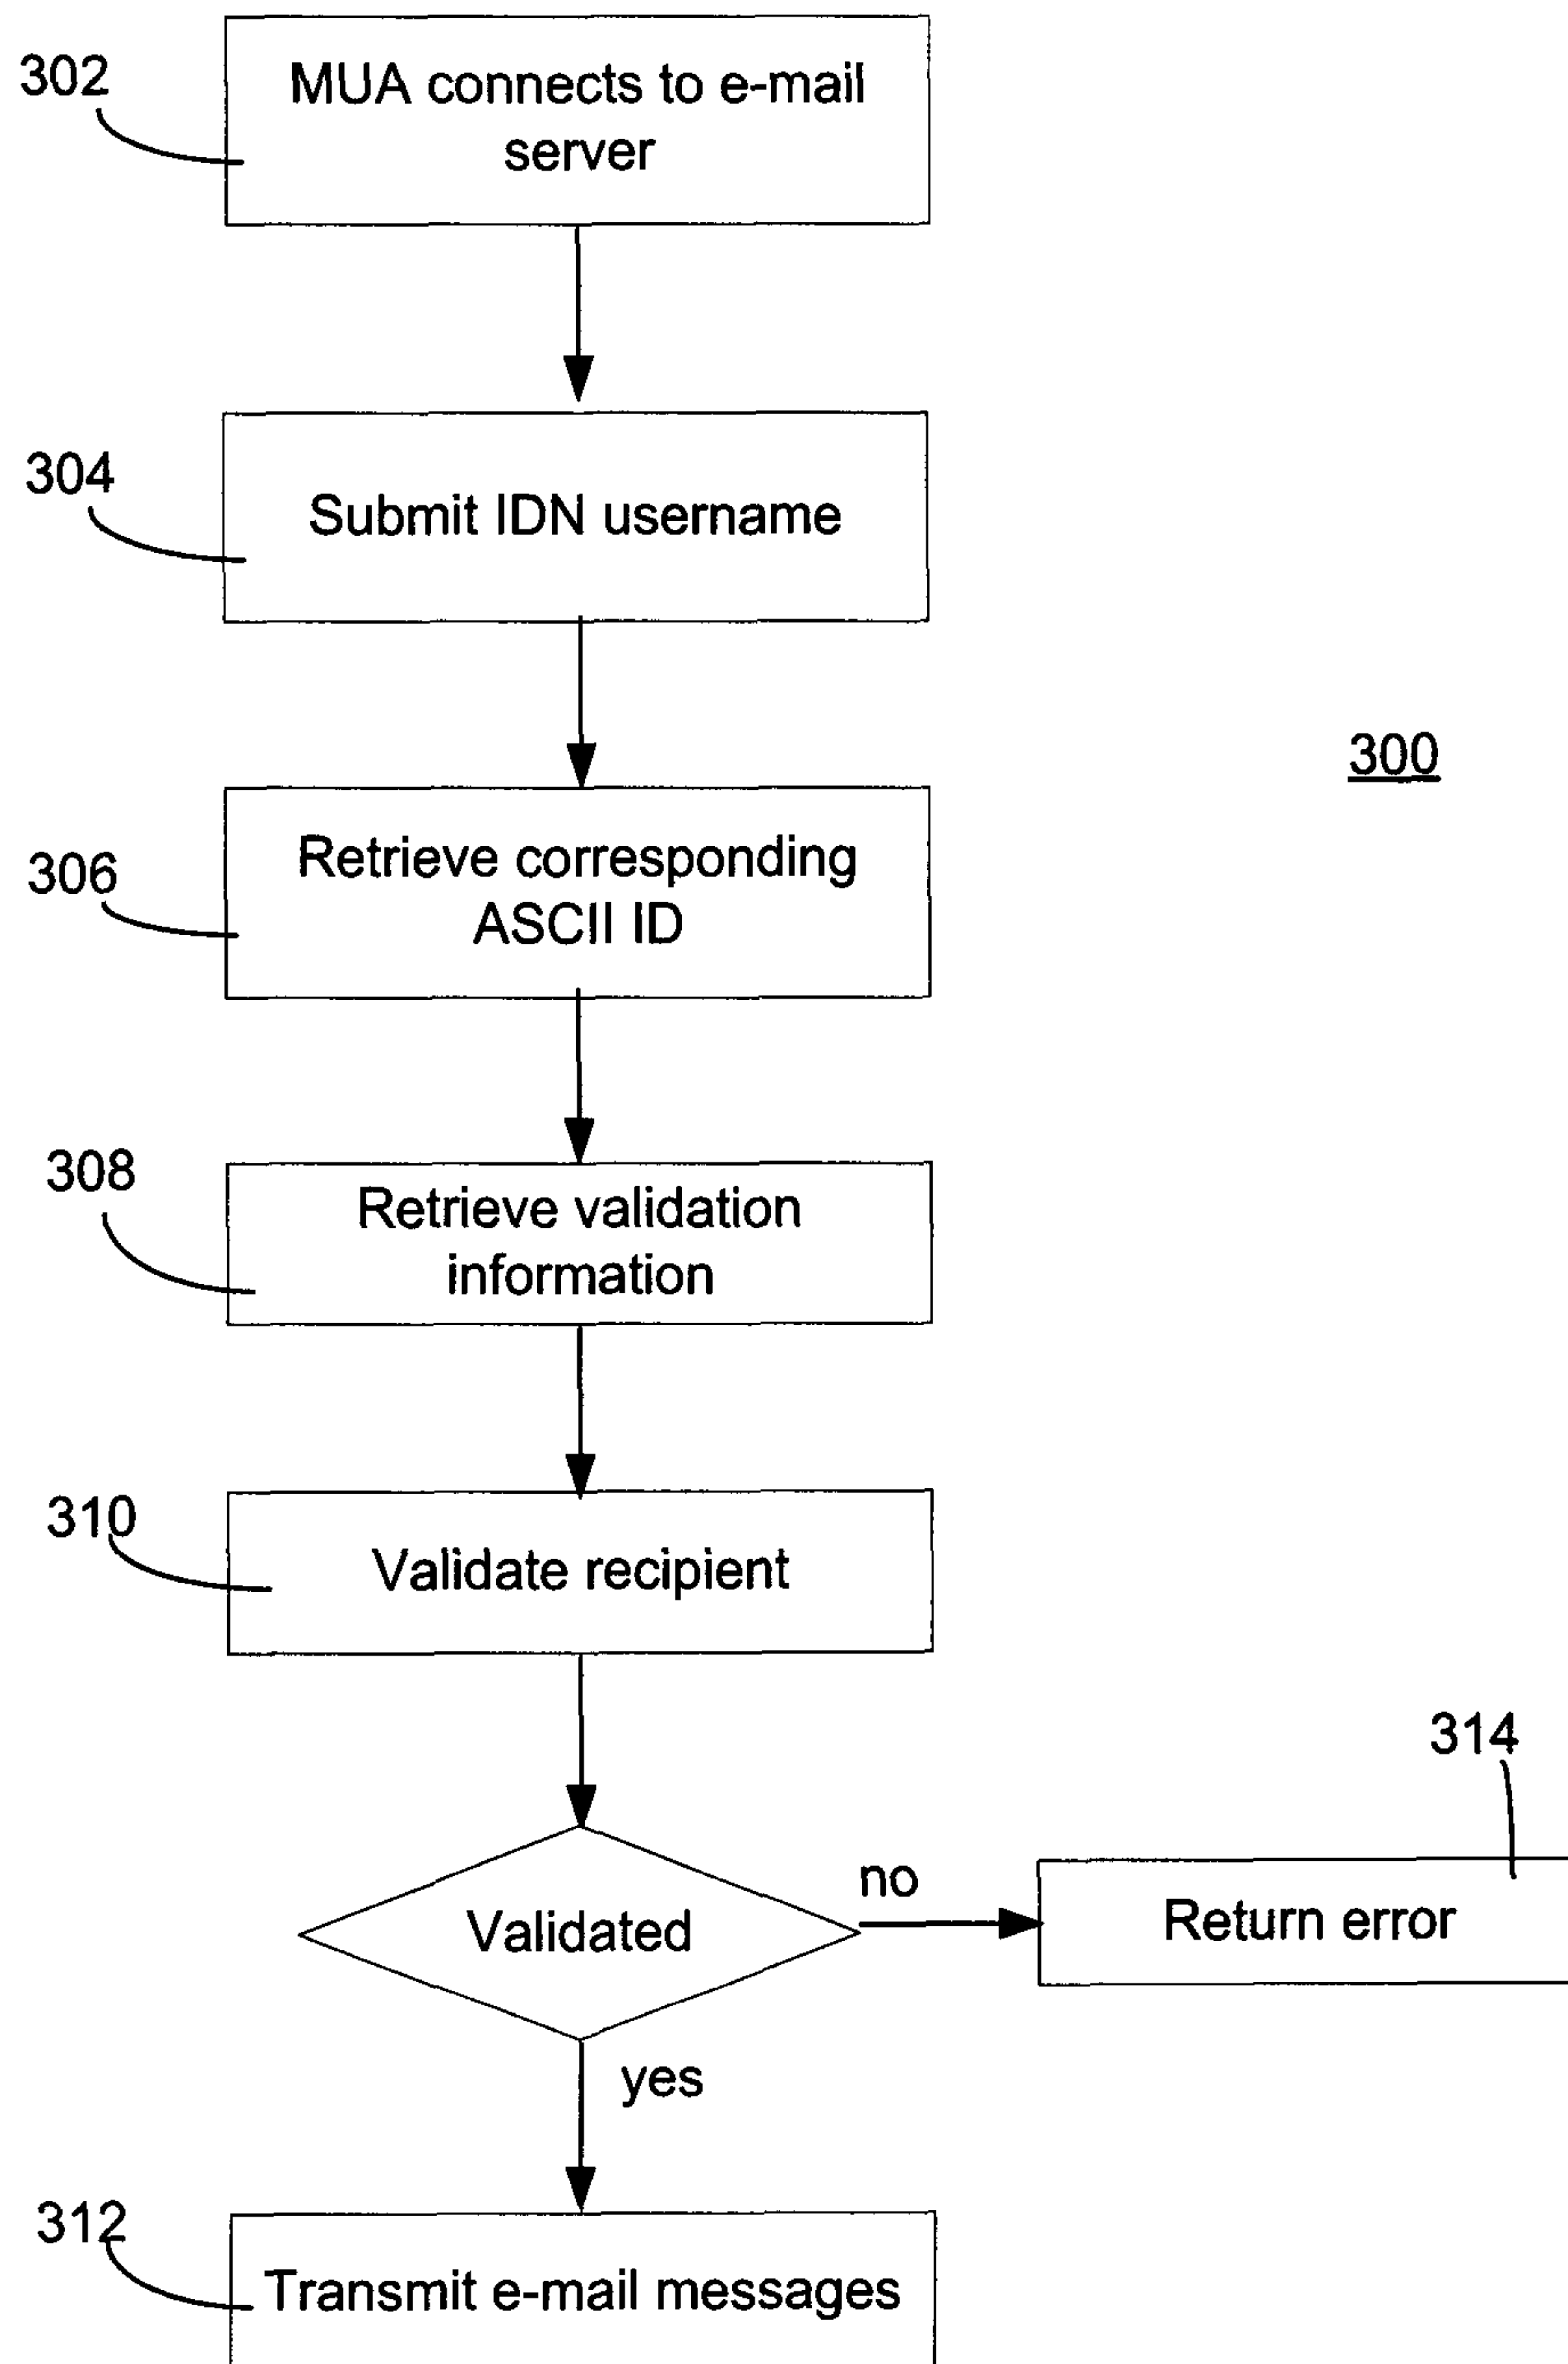 302
MUA connects to e-mail
server
304
Submit IDN username
300
306
Retrieve corresponding
ASCII ID
308
Retrieve validation
information
310
Validate recipient
314
Validated
no
Return error
yes
312
Transmit e-mail messages